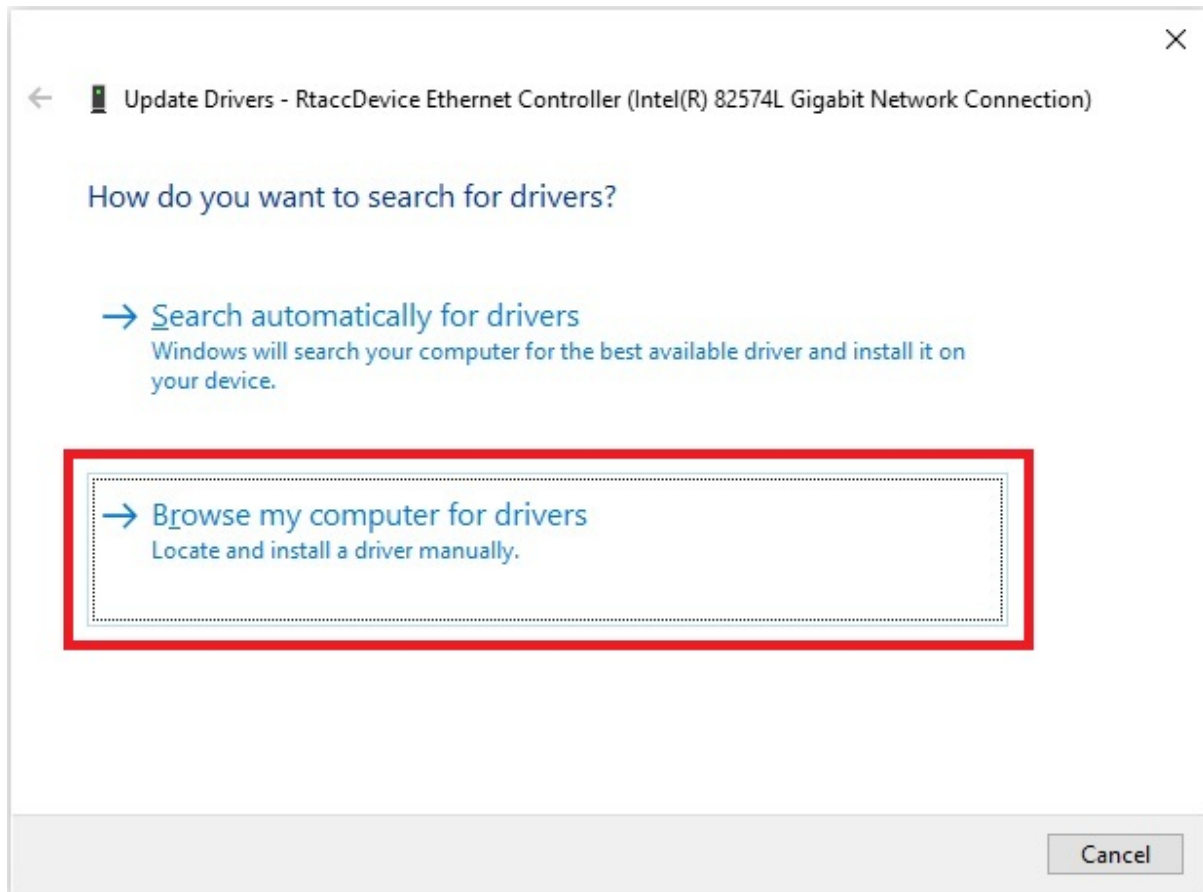 Update Drivers - RtaccDevice Ethernet Controller (Intel(R) 82574L Gigabit Network Connection)
How do you want to search for drivers?
Search automatically for drivers
Windows will search your computer for the best available driver and install it on
your device.
Browse my computer for drivers
Locate and install a driver manually.
Cancel